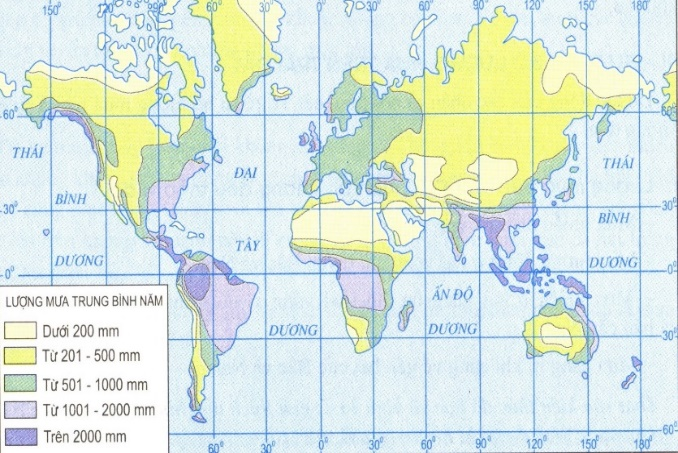 150° 120° 90° 60° 0° 30° 60° 90° 120° 150°
60°
THÁI
ĐẠI
THÁI
BÌNH
30°
30°
BÌNH
DƯƠNG
TÂY
DƯƠNG
0°
0°
ẤN ĐỘ
DƯƠNG
DƯƠNG
30°
60°
60° 30° 0° 30° 60° 90° 120° 150°
LƯỢNG MƯA TRUNG BÌNH NĂM
Dưới 200 mm
Từ 201 - 500 mm
Từ 501 - 1000 mm
Từ 1001 - 2000 mm
Trên 2000 mm